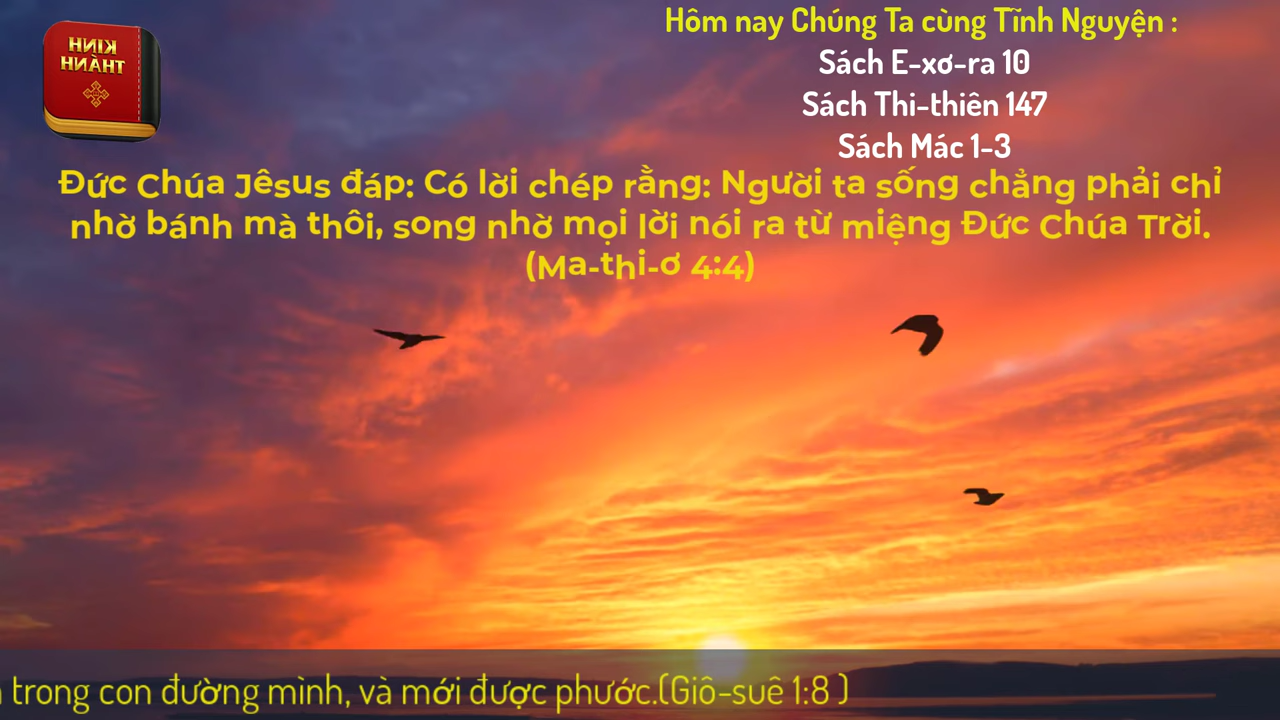 KINH
THÀNH
Hôm nay Chúng Ta cùng Tĩnh Nguyện :
Sách E-xơ-ra 10
Sách Thi-thiên 147
Sách Mác 1-3
Đức Chúa Jêsus đáp: Có lời chép rằng: Người ta sống chẳng phải chỉ
nhờ bánh mà thôi, song nhờ mọi lời nói ra từ miệng Đức Chúa Trời.
(Ma-thi-ơ 4:4)
trong con đường mình, và mới được phước.(Giô-suê 1:8 )